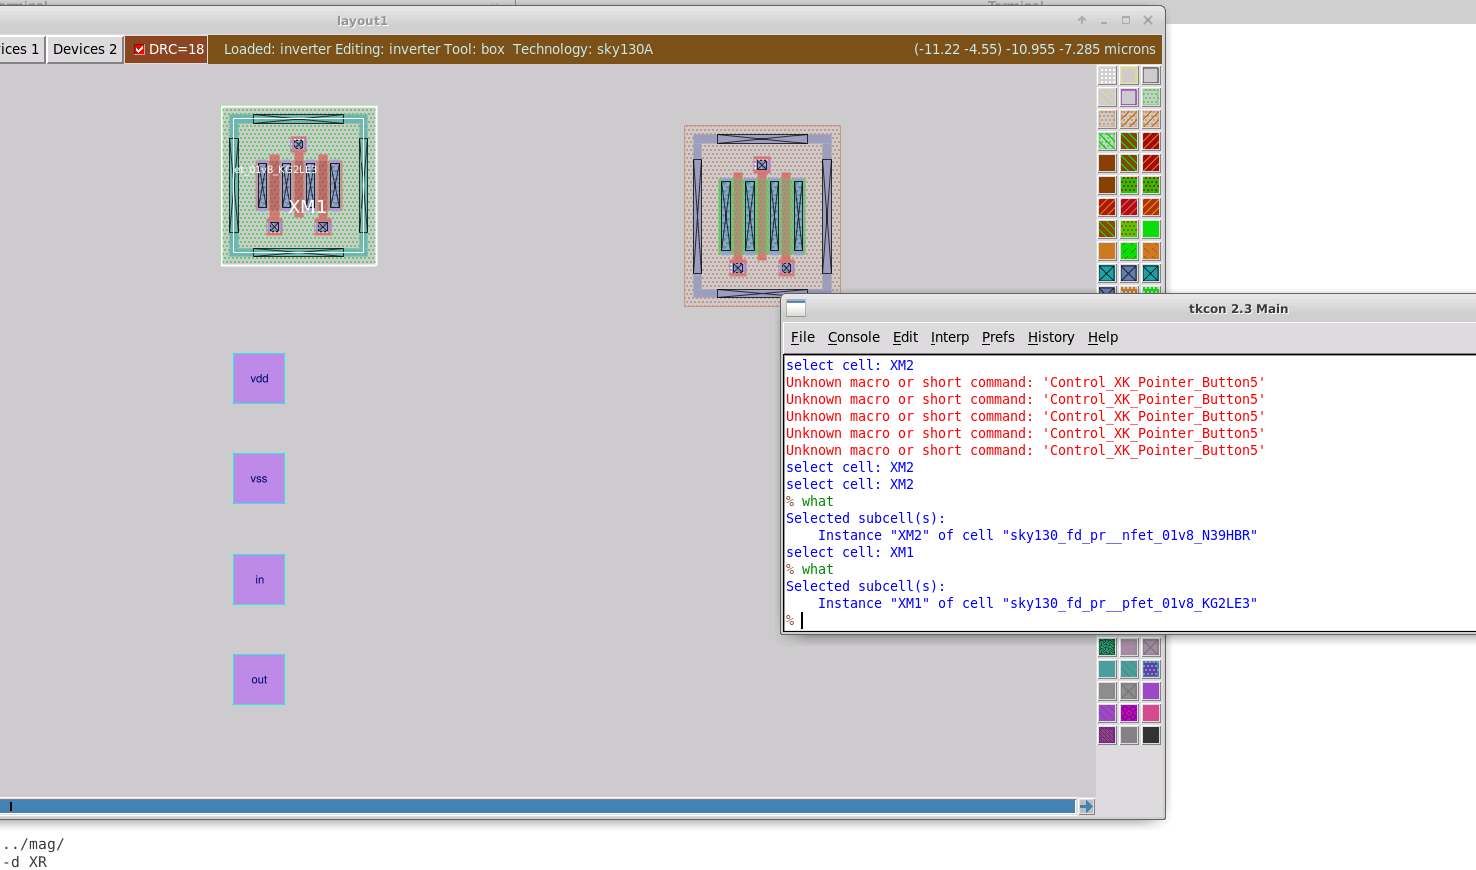 Terminal
layout1
ices 1
Devices 2
DRC=18
Loaded: inverter Editing: inverter Tool: box Technology: sky130A
(-11.22 -4.55) -10.955 -7.285 microns
01v8_KG2LE3
XM1
vdd
vss
in
out
tkcon 2.3 Main
File Console Edit Interp Prefs History Help
select cell: XM2
Unknown macro or short command: 'Control_XK_Pointer_Button5'
Unknown macro or short command: 'Control_XK_Pointer_Button5'
Unknown macro or short command: 'Control_XK_Pointer_Button5'
Unknown macro or short command: 'Control_XK_Pointer_Button5'
Unknown macro or short command: 'Control_XK_Pointer_Button5'
select cell: XM2
select cell: XM2
% what
Selected subcell(s):
Instance "XM2" of cell "sky130_fd_pr__nfet_01v8_N39HBR"
select cell: XM1
% what
Selected subcell(s):
Instance "XM1" of cell "sky130_fd_pr__pfet_01v8_KG2LE3"
%
../mag/
-d XR